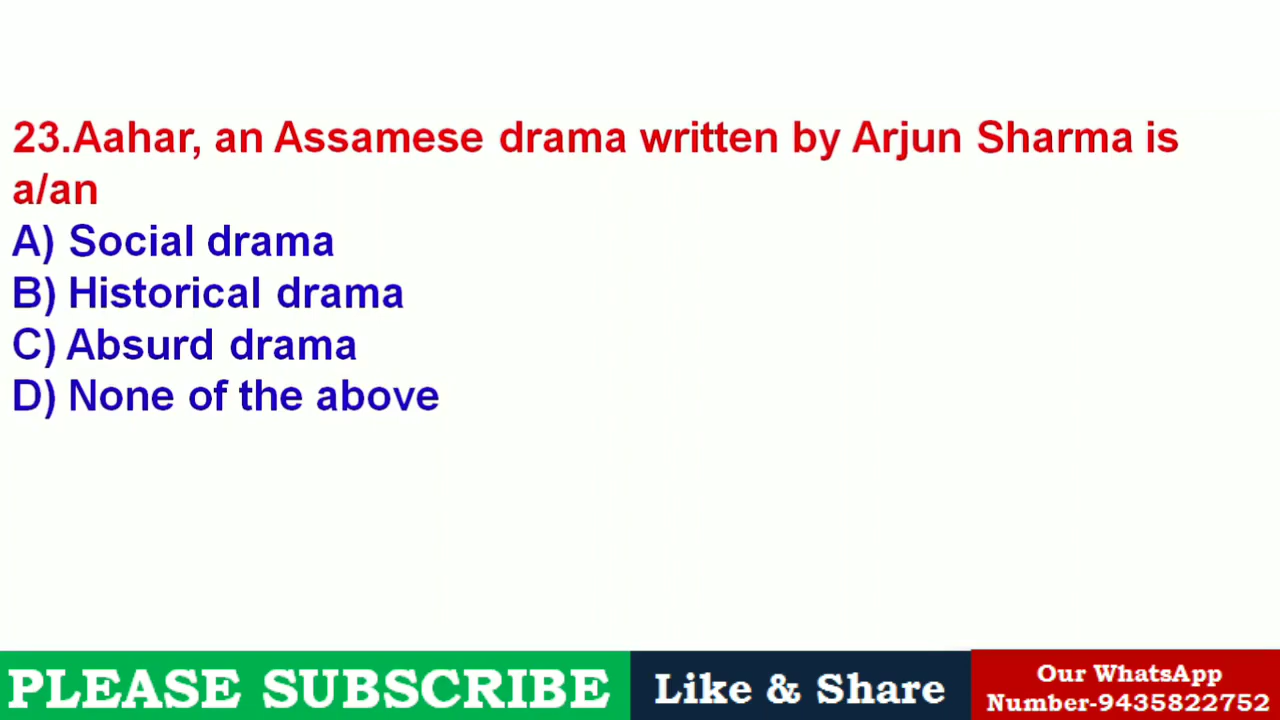 23.Aahar, an Assamese drama written by Arjun Sharma is
a/an
A) Social drama
B) Historical drama
C) Absurd drama
D) None of the above
PLEASE SUBSCRIBE
Like & Share
Our WhatsApp
Number-9435822752